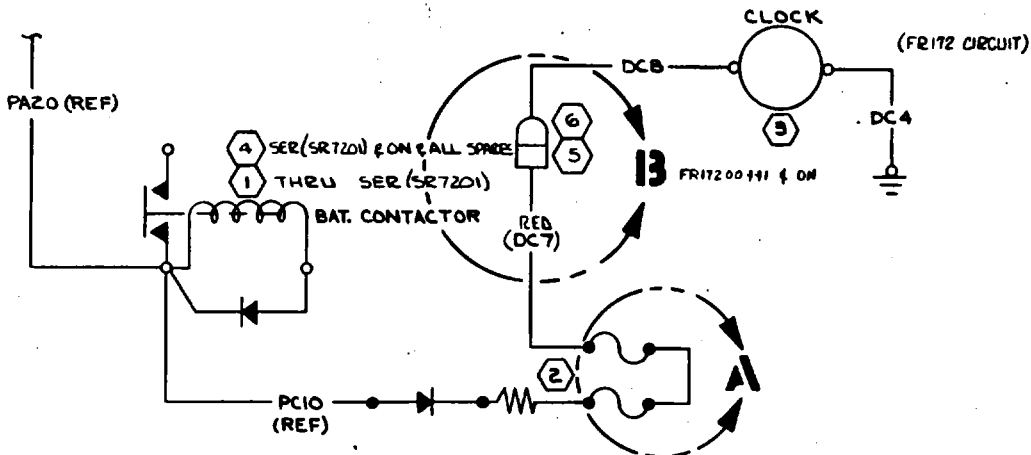 CLOCK
(FR172 CIRCUIT)
DC8
PA20 (REF)
DC4
6
3
4 SER (SR7201) & ON & ALL SPARES
5
B FR17200441 & ON
1 THRU SER (SR7201)
BAT. CONTACTOR
RED
(DC7)
2
A
PC10
(REF)